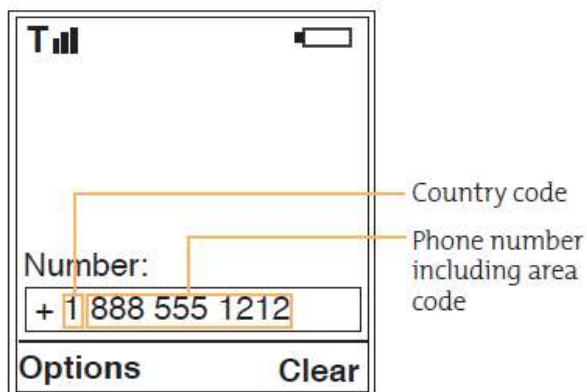 T
Country code
Phone number
including area
code
Number:
+ 1 888 555 1212
Options Clear